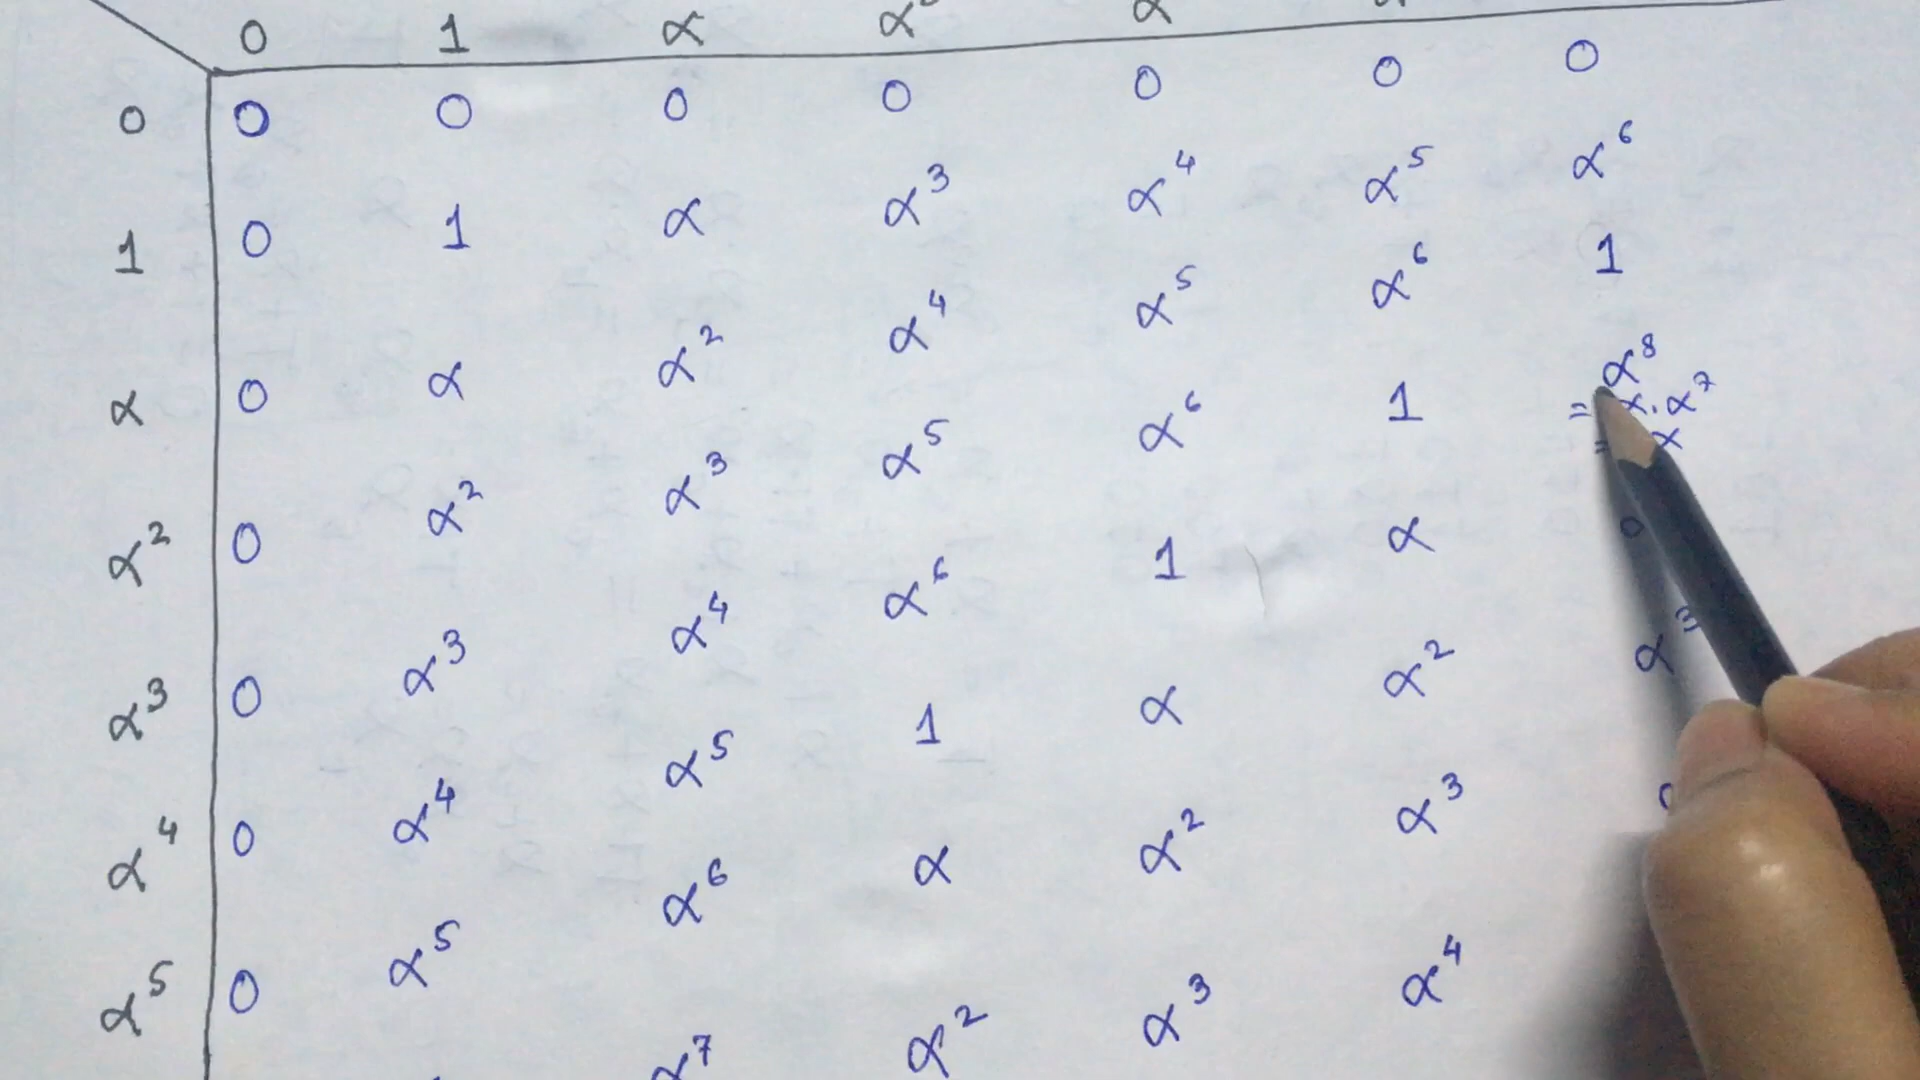 0 1 α α α
0 0 0 0 0 0 0 0
1 0 1 α α³ α⁴ α⁵ α⁶
α 0 α α² α⁴ α⁵ α⁶ 1
α² 0 α² α³ α⁵ α⁶ 1 α⁸
= α·α⁷
= α
α³ 0 α³ α⁴ α⁶ 1 α
α⁴ 0 α⁴ α⁵ 1 α α² α³
α⁵ 0 α⁵ α⁶ α α² α³
α⁷ α² α³ α⁴